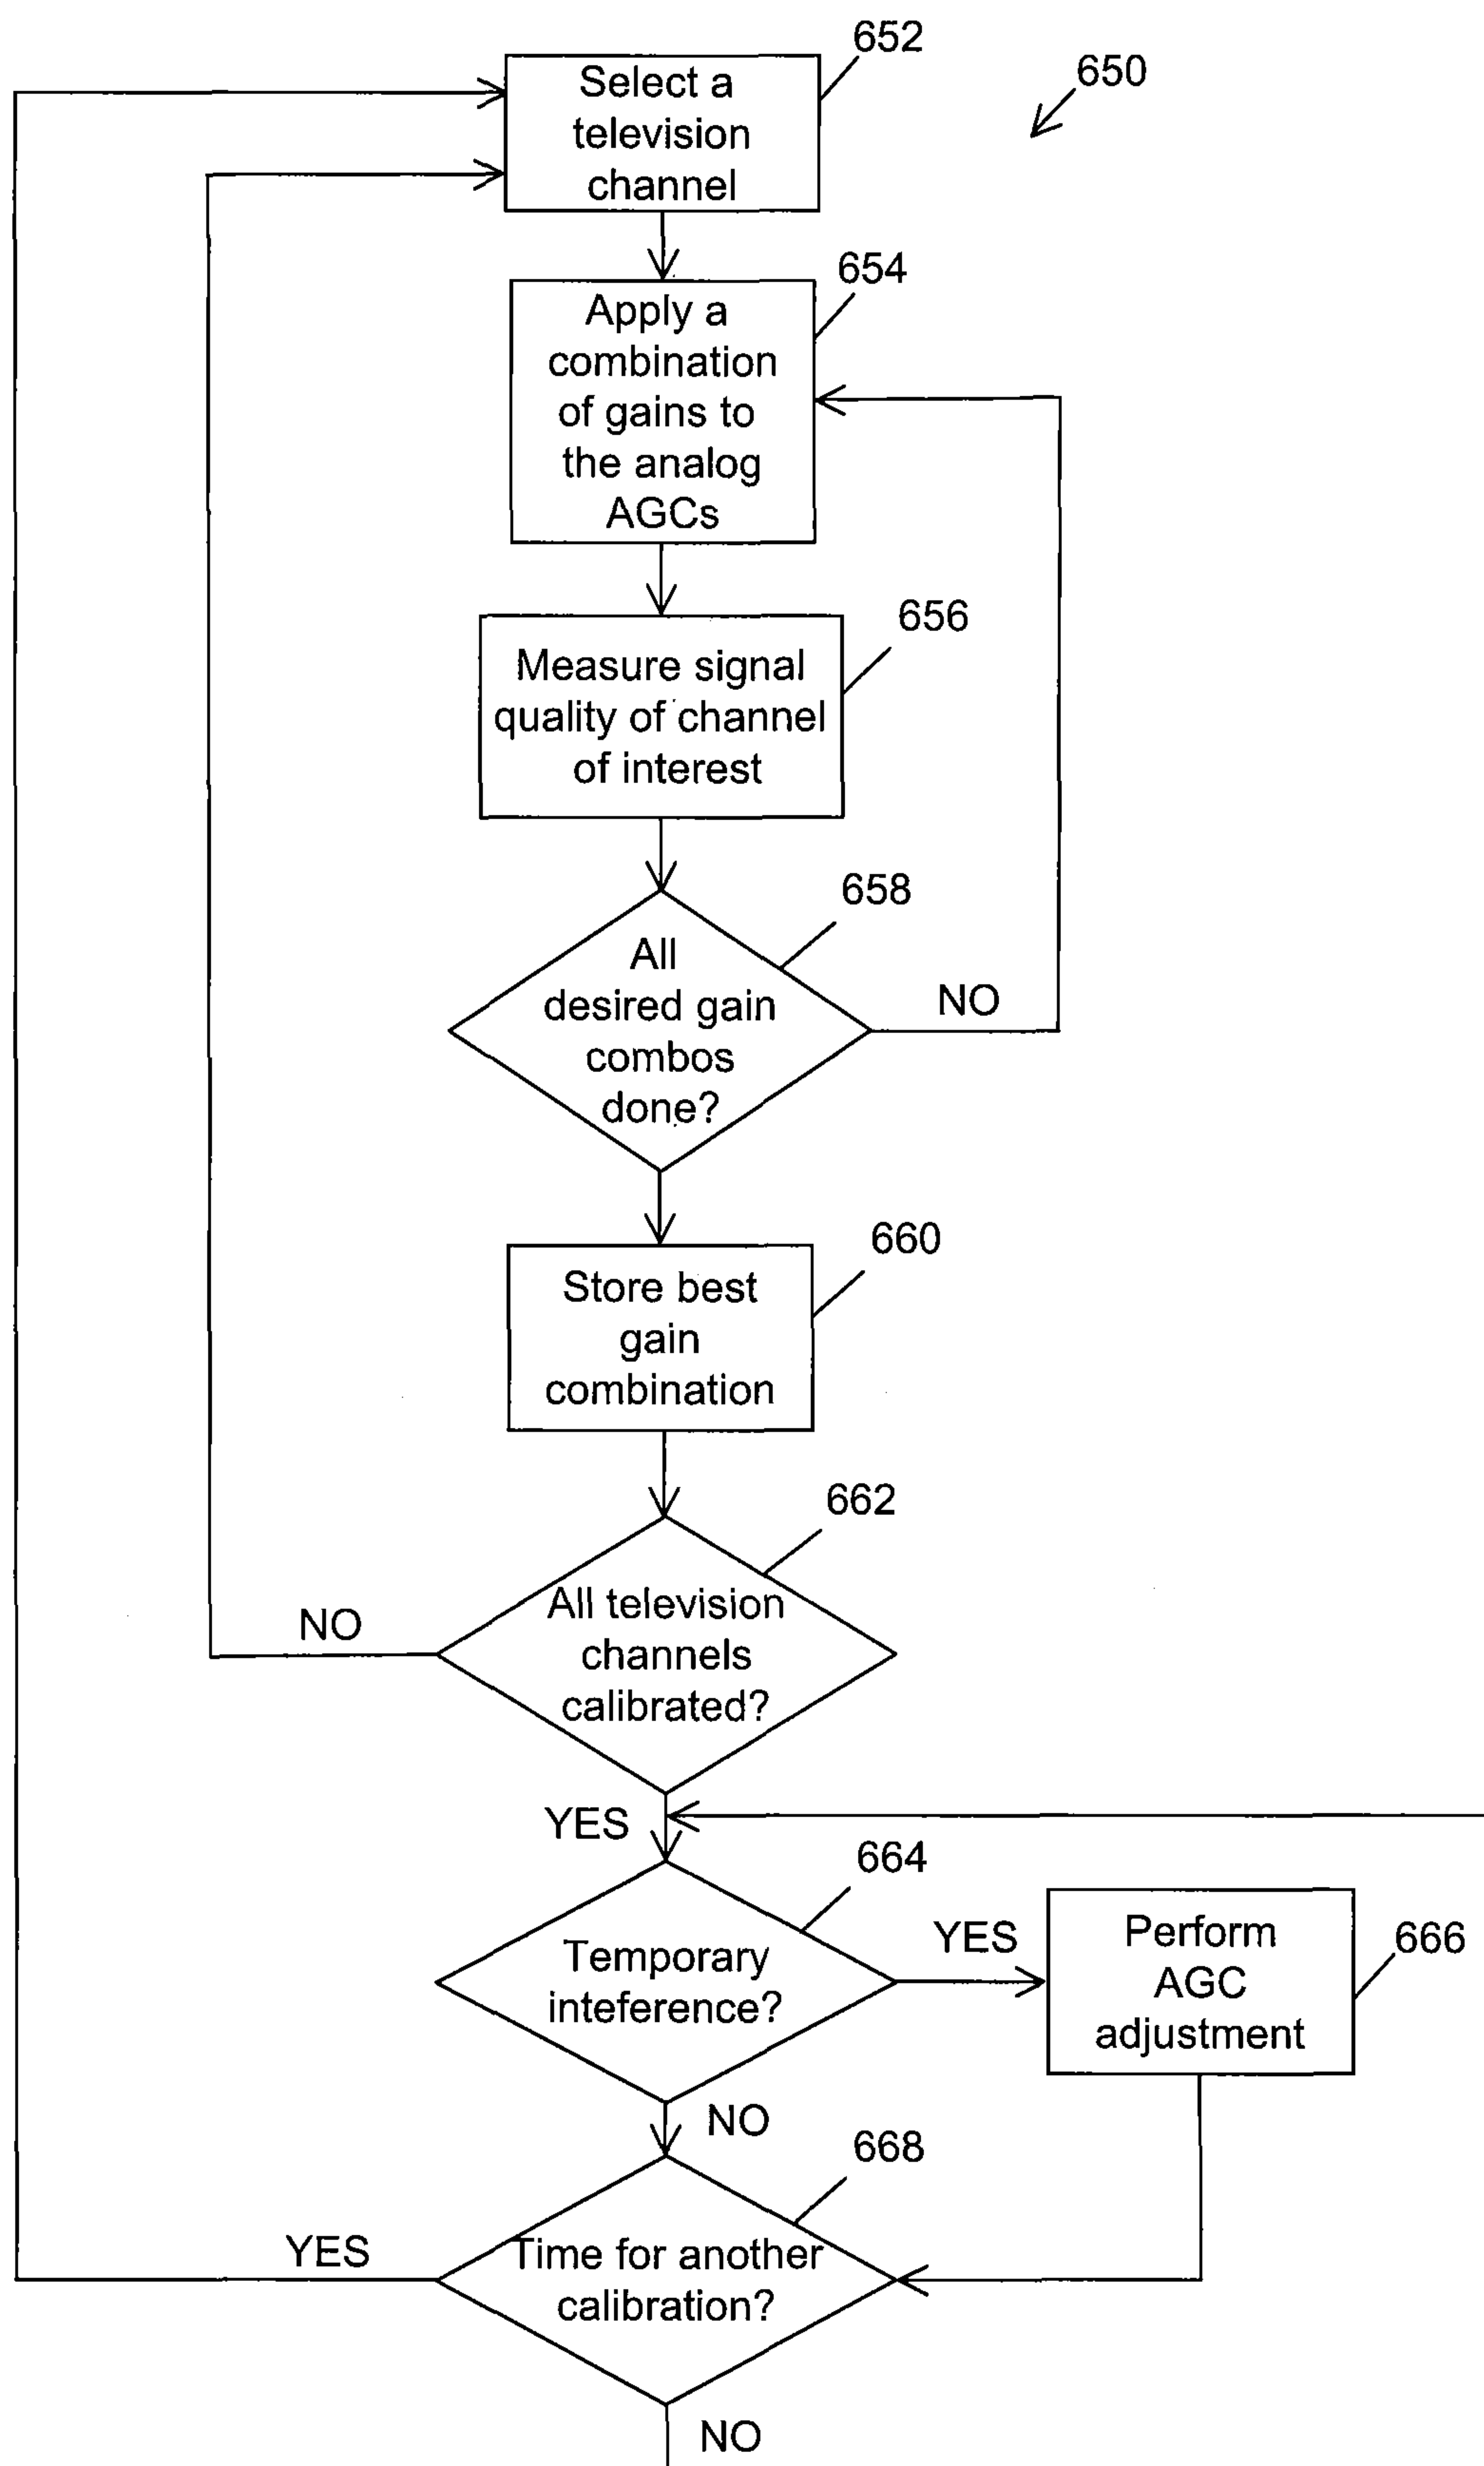 652
Select a
television
channel
650
654
Apply a
combination
of gains to
the analog
AGCs
656
Measure signal
quality of channel
of interest
658
All
desired gain
combos
done?
NO
660
Store best
gain
combination
662
All television
channels
calibrated?
NO
YES
664
Temporary
inteference?
YES
Perform
AGC
adjustment
666
NO
668
Time for another
calibration?
YES
NO